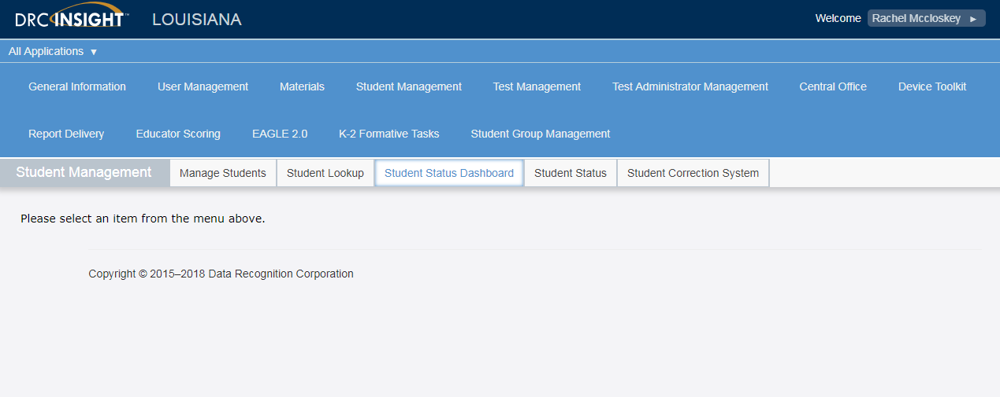 DRC INSIGHT™ LOUISIANA Welcome Rachel Mccloskey ►
All Applications ▼
General Information User Management Materials Student Management Test Management Test Administrator Management Central Office Device Toolkit
Report Delivery Educator Scoring EAGLE 2.0 K-2 Formative Tasks Student Group Management
Student Management Manage Students Student Lookup Student Status Dashboard Student Status Student Correction System
Please select an item from the menu above.
Copyright © 2015–2018 Data Recognition Corporation